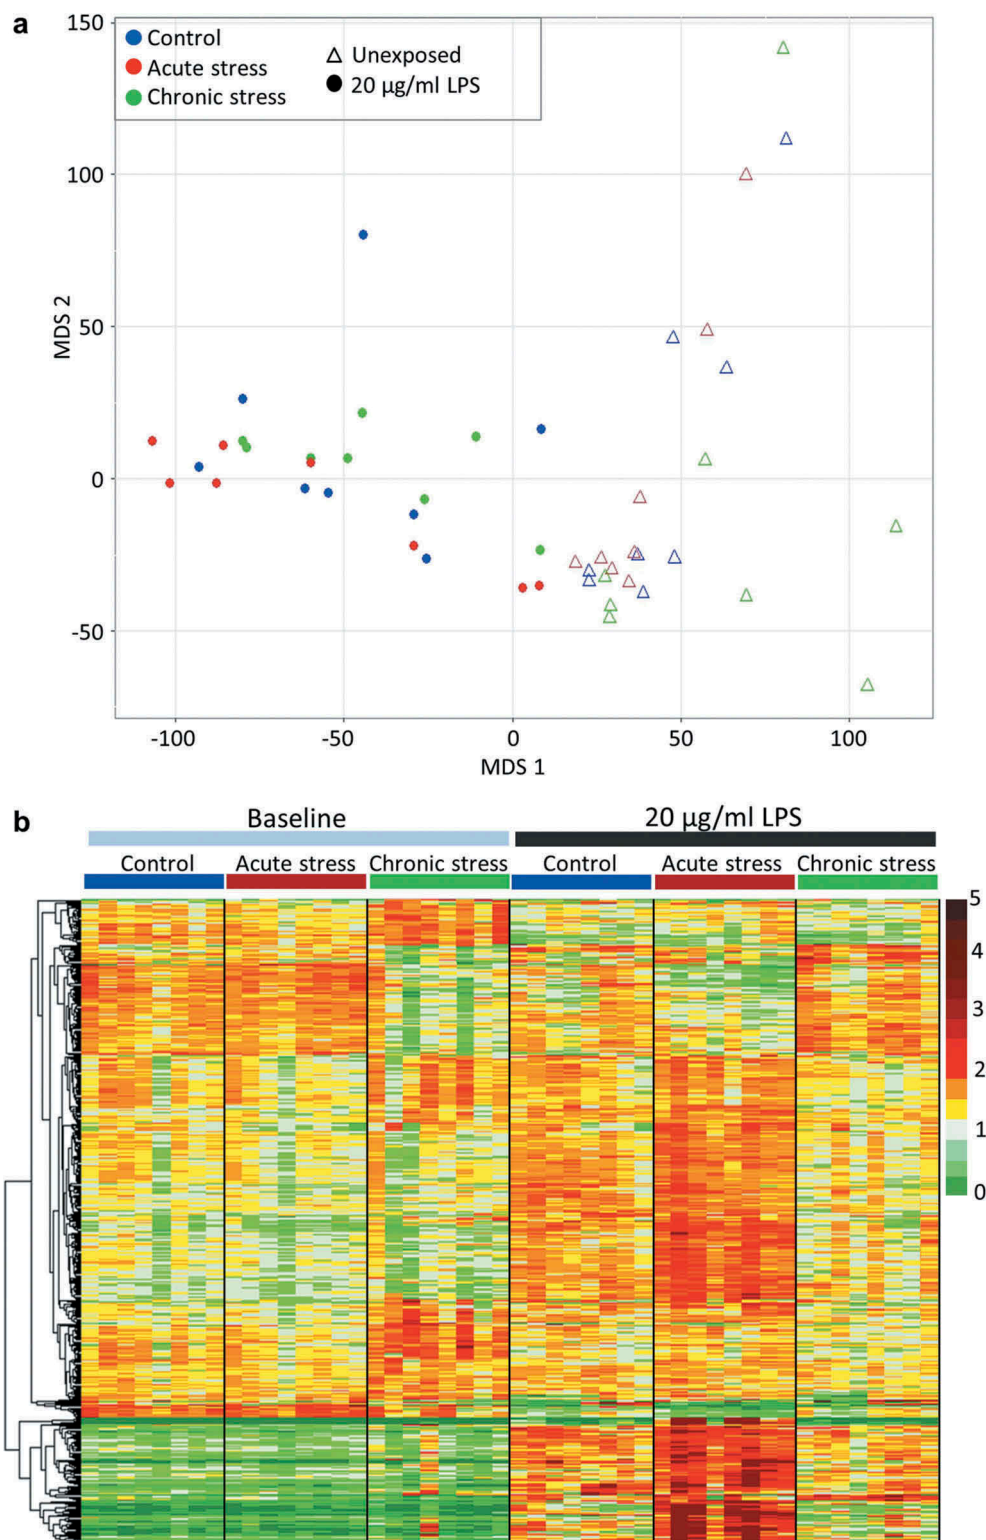 a
150
Control
Acute stress
Chronic stress
Unexposed
20 µg/ml LPS
100
50
0
-50
MDS 2
-100 -50 0 50 100
MDS 1
b
Baseline 20 µg/ml LPS
Control Acute stress Chronic stress Control Acute stress Chronic stress
5
4
3
2
1
0